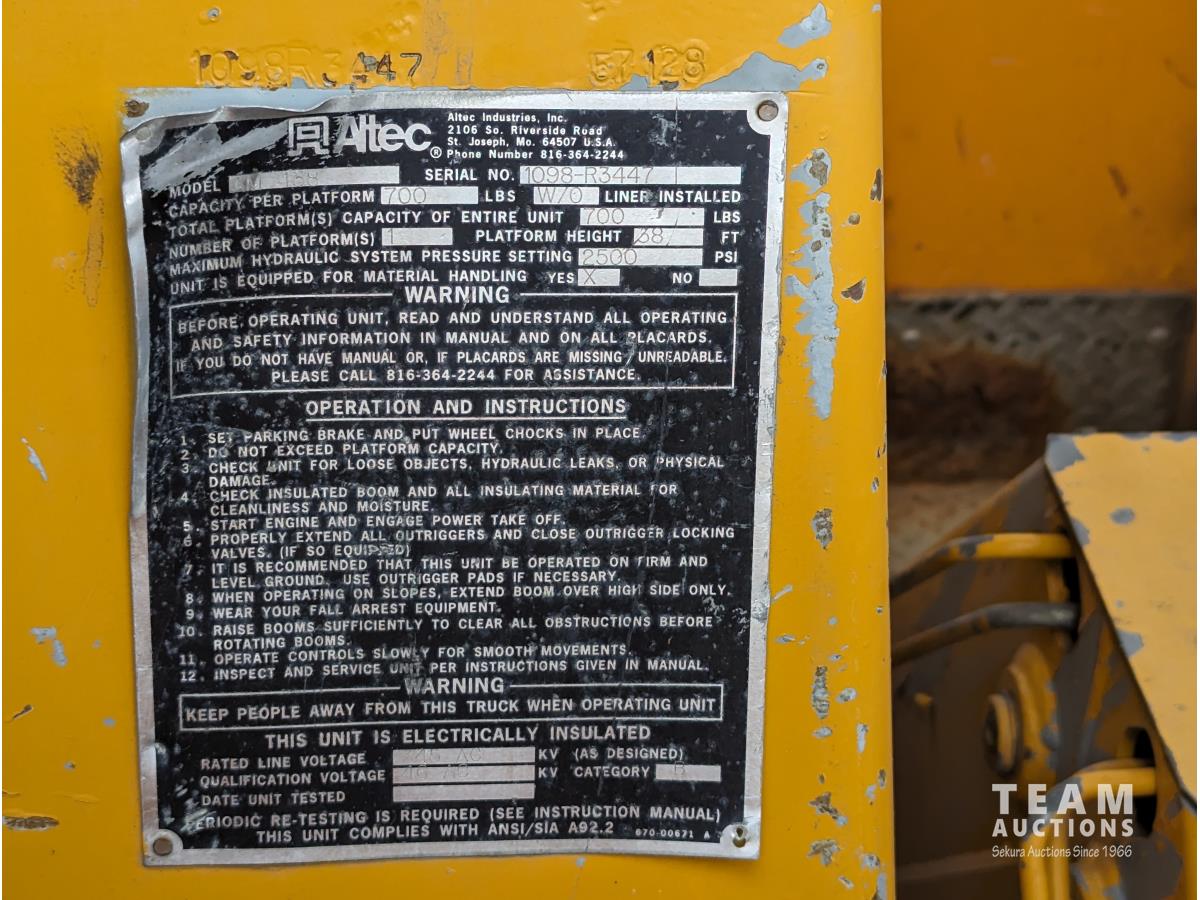 57128
Altec®
Altec Industries, Inc.
2106 So. Riverside Road
St. Joseph, Mo. 64507 U.S.A.
Phone Number 816-364-2244
MODEL SERIAL NO. 1098-R3447
CAPACITY PER PLATFORM 700 LBS W/O LINER INSTALLED
TOTAL PLATFORM(S) CAPACITY OF ENTIRE UNIT 700 LBS
NUMBER OF PLATFORM(S) 1 PLATFORM HEIGHT FT
MAXIMUM HYDRAULIC SYSTEM PRESSURE SETTING 2500 PSI
UNIT IS EQUIPPED FOR MATERIAL HANDLING YES X NO
WARNING
BEFORE OPERATING UNIT, READ AND UNDERSTAND ALL OPERATING
AND SAFETY INFORMATION IN MANUAL AND ON ALL PLACARDS.
IF YOU DO NOT HAVE MANUAL OR, IF PLACARDS ARE MISSING/UNREADABLE.
PLEASE CALL 816-364-2244 FOR ASSISTANCE.
OPERATION AND INSTRUCTIONS
1. SET PARKING BRAKE AND PUT WHEEL CHOCKS IN PLACE.
2. DO NOT EXCEED PLATFORM CAPACITY.
3. CHECK UNIT FOR LOOSE OBJECTS, HYDRAULIC LEAKS, OR PHYSICAL
DAMAGE.
4. CHECK INSULATED BOOM AND ALL INSULATING MATERIAL FOR
CLEANLINESS AND MOISTURE.
5. START ENGINE AND ENGAGE POWER TAKE OFF.
6. PROPERLY EXTEND ALL OUTRIGGERS AND CLOSE OUTRIGGER LOCKING
VALVES. (IF SO EQUIPPED)
7. IT IS RECOMMENDED THAT THIS UNIT BE OPERATED ON FIRM AND
LEVEL GROUND. USE OUTRIGGER PADS IF NECESSARY.
8. WHEN OPERATING ON SLOPES, EXTEND BOOM OVER HIGH SIDE ONLY.
9. WEAR YOUR FALL ARREST EQUIPMENT.
10. RAISE BOOMS SUFFICIENTLY TO CLEAR ALL OBSTRUCTIONS BEFORE
ROTATING BOOMS.
11. OPERATE CONTROLS SLOWLY FOR SMOOTH MOVEMENTS.
12. INSPECT AND SERVICE UNIT PER INSTRUCTIONS GIVEN IN MANUAL.
WARNING
KEEP PEOPLE AWAY FROM THIS TRUCK WHEN OPERATING UNIT
THIS UNIT IS ELECTRICALLY INSULATED
RATED LINE VOLTAGE 46 AC KV (AS DESIGNED)
QUALIFICATION VOLTAGE 46 AC KV CATEGORY B
DATE UNIT TESTED
PERIODIC RE-TESTING IS REQUIRED (SEE INSTRUCTION MANUAL)
THIS UNIT COMPLIES WITH ANSI/SIA A92.2 670-00671 A
TEAM
AUCTIONS
Sekura Auctions Since 1966